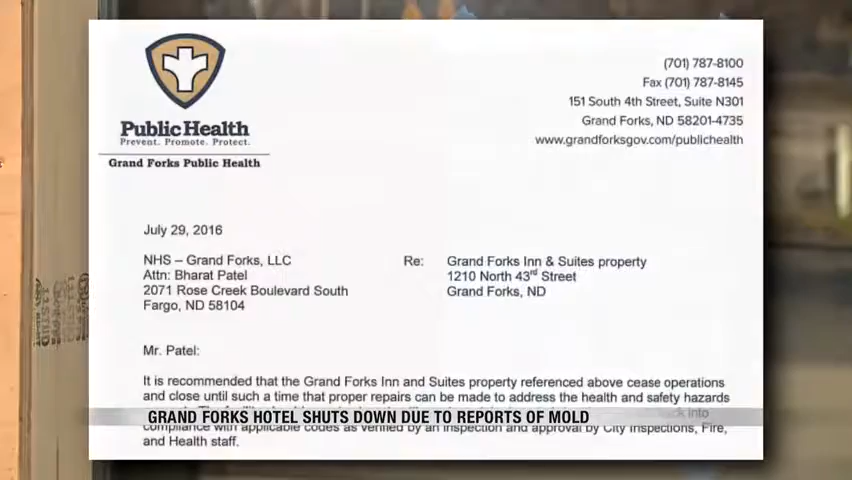 Public Health
Prevent. Promote. Protect.
Grand Forks Public Health
(701) 787-8100
Fax (701) 787-8145
151 South 4th Street, Suite N301
Grand Forks, ND 58201-4735
www.grandforksgov.com/publichealth
July 29, 2016
NHS – Grand Forks, LLC
Attn: Bharat Patel
2071 Rose Creek Boulevard South
Fargo, ND 58104
Re: Grand Forks Inn & Suites property
1210 North 43rd Street
Grand Forks, ND
Mr. Patel:
It is recommended that the Grand Forks Inn and Suites property referenced above cease operations
and close until such a time that proper repairs can be made to address the health and safety hazards
back into
GRAND FORKS HOTEL SHUTS DOWN DUE TO REPORTS OF MOLD
compliance with applicable codes as verified by an inspection and approval by City Inspections, Fire,
and Health staff.